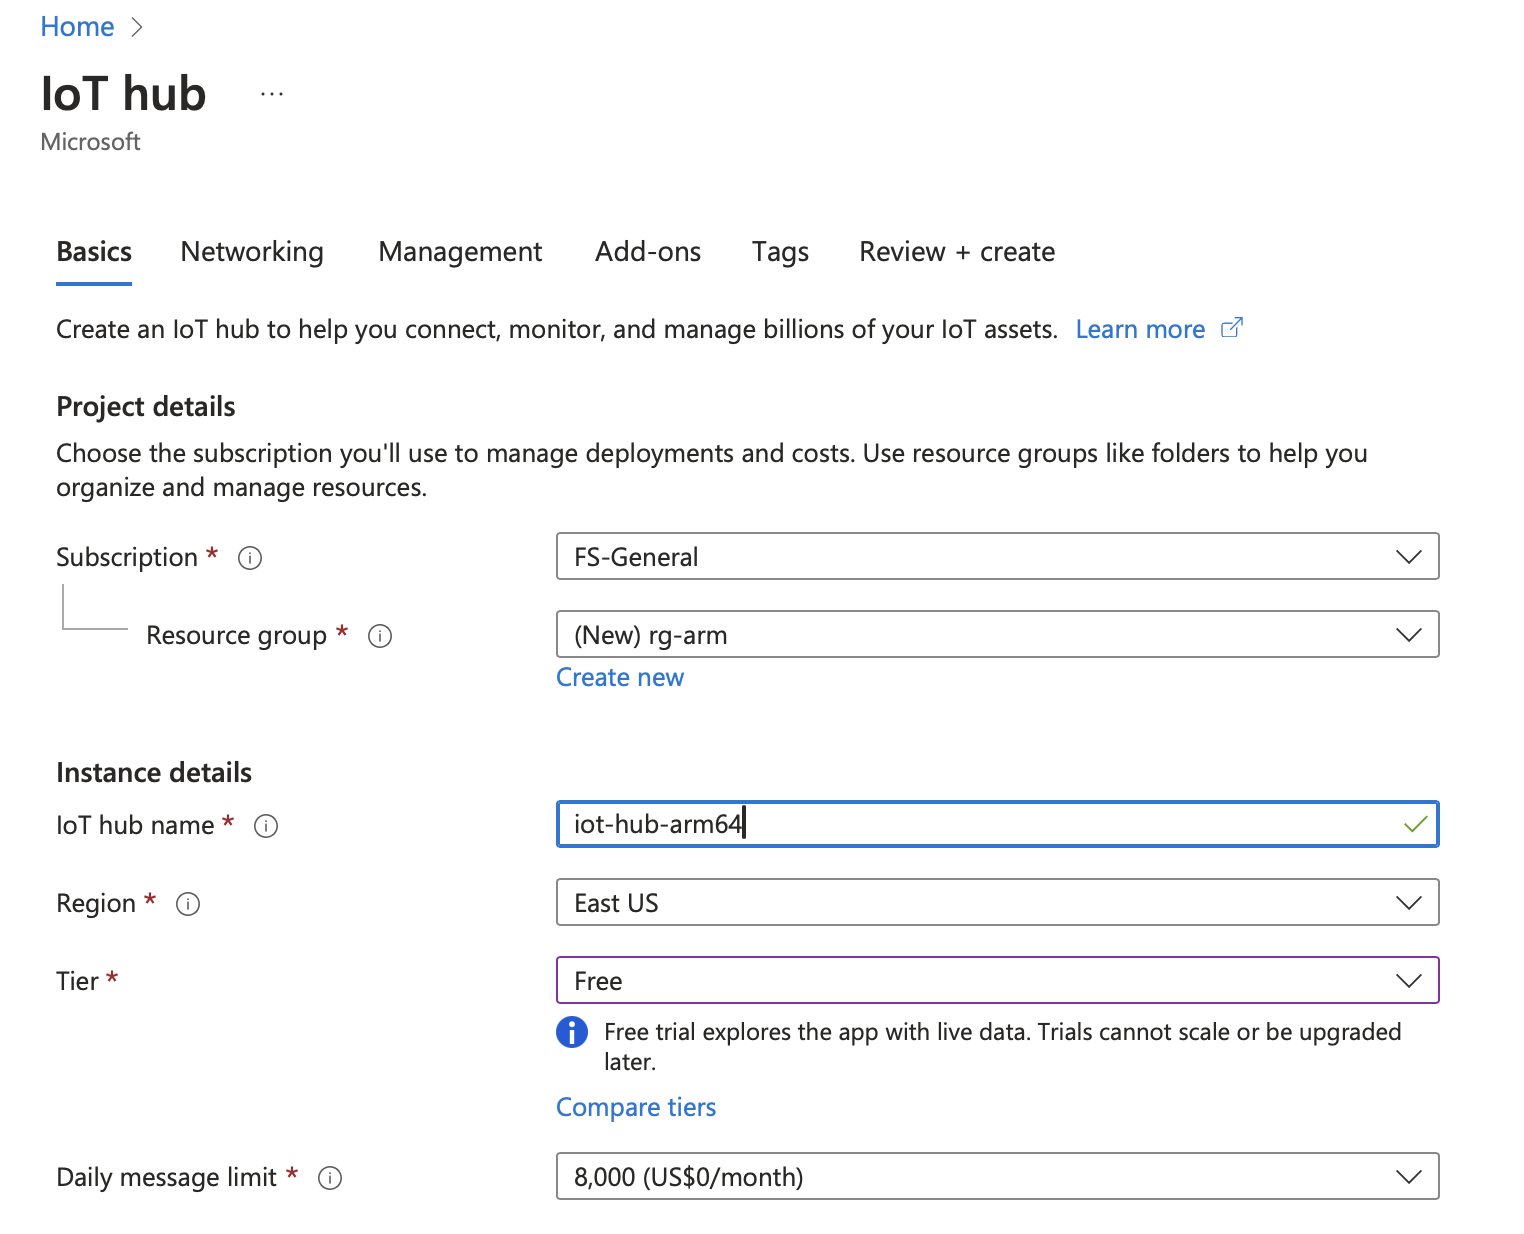 Home
IoT hub ...
Microsoft
Basics Networking Management Add-ons Tags Review + create
Create an IoT hub to help you connect, monitor, and manage billions of your IoT assets. Learn more
Project details
Choose the subscription you'll use to manage deployments and costs. Use resource groups like folders to help you
organize and manage resources.
Subscription * FS-General
Resource group * (New) rg-arm
Create new
Instance details
IoT hub name * iot-hub-arm64
Region * East US
Tier * Free
Free trial explores the app with live data. Trials cannot scale or be upgraded
later.
Compare tiers
Daily message limit * 8,000 (US$0/month)